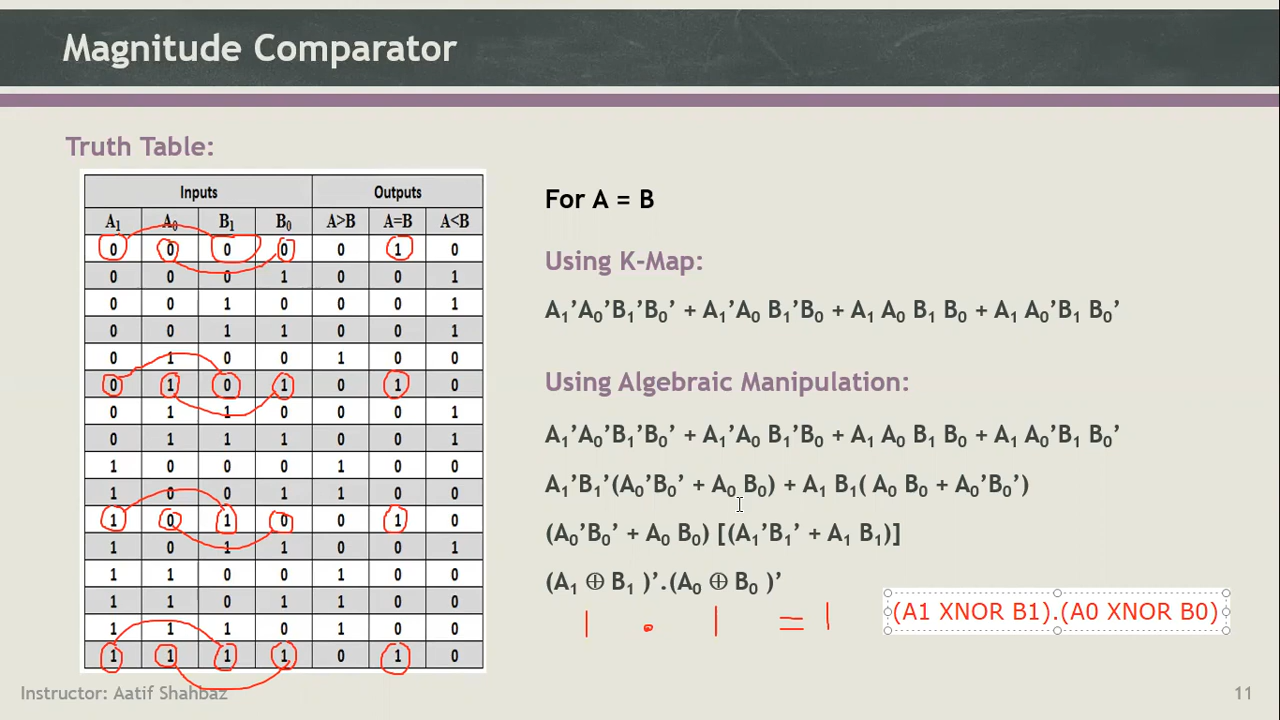 Magnitude Comparator
Truth Table:
Inputs Outputs
A₁ A₀ B₁ B₀ A>B A=B A<B
0 0 0 0 0 1 0
0 0 0 1 0 0 1
0 0 1 0 0 0 1
0 0 1 1 0 0 1
0 1 0 0 1 0 0
0 1 0 1 0 1 0
0 1 1 0 0 0 1
0 1 1 1 0 0 1
1 0 0 0 1 0 0
1 0 0 1 1 0 0
1 0 1 0 0 1 0
1 0 1 1 0 0 1
1 1 0 0 1 0 0
1 1 0 1 1 0 0
1 1 1 0 1 0 0
1 1 1 1 0 1 0
For A = B
Using K-Map:
A₁’A₀’B₁’B₀’ + A₁’A₀ B₁’B₀ + A₁ A₀ B₁ B₀ + A₁ A₀’B₁ B₀’
Using Algebraic Manipulation:
A₁’A₀’B₁’B₀’ + A₁’A₀ B₁’B₀ + A₁ A₀ B₁ B₀ + A₁ A₀’B₁ B₀’
A₁’B₁’(A₀’B₀’ + A₀ B₀) + A₁ B₁( A₀ B₀ + A₀’B₀’)
(A₀’B₀’ + A₀ B₀) [(A₁’B₁’ + A₁ B₁)]
(A₁ ⊕ B₁ )’.(A₀ ⊕ B₀ )’
1 . 1 = 1
(A1 XNOR B1).(A0 XNOR B0)
Instructor: Aatif Shahbaz
11